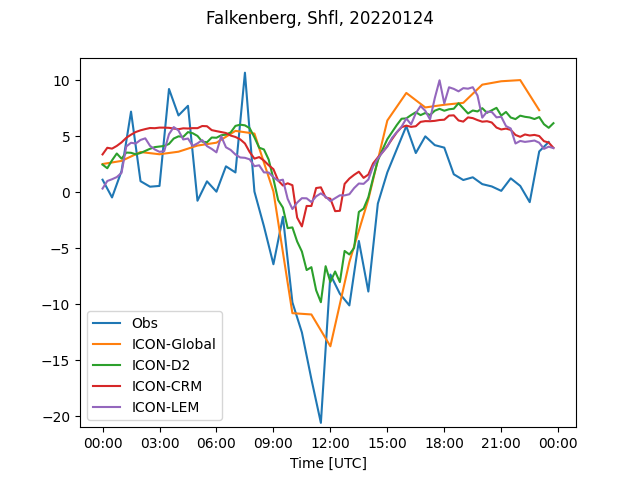 Falkenberg, Shfl, 20220124
10
5
0
−5
−10
−15
−20
Obs
ICON-Global
ICON-D2
ICON-CRM
ICON-LEM
00:00 03:00 06:00 09:00 12:00 15:00 18:00 21:00 00:00
Time [UTC]